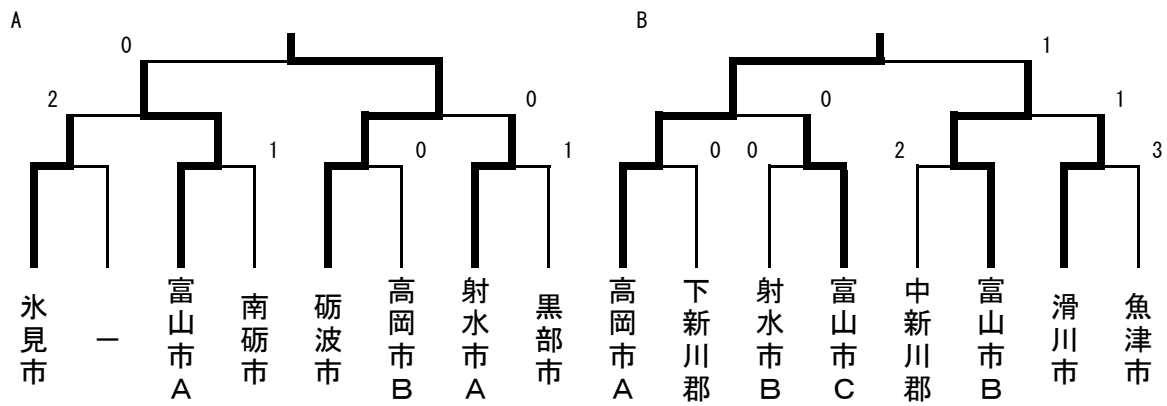 A
B
0
1
2
0
0
1
1
0
1
0
0
2
3
氷見市
－
富山市A
南砺市
砺波市
高岡市B
射水市A
黒部市
高岡市A
下新川郡
射水市B
富山市C
中新川郡
富山市B
滑川市
魚津市